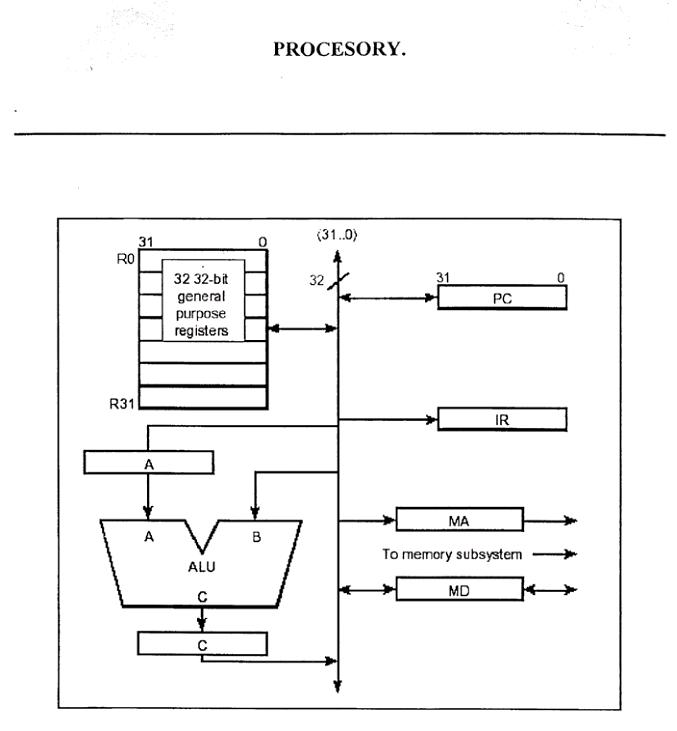 PROCESORY.
31 0
⟨31..0⟩
R0
32 32-bit
general
purpose
registers
R31
32
31 0
PC
IR
A
A B
ALU
C
C
MA
To memory subsystem
MD